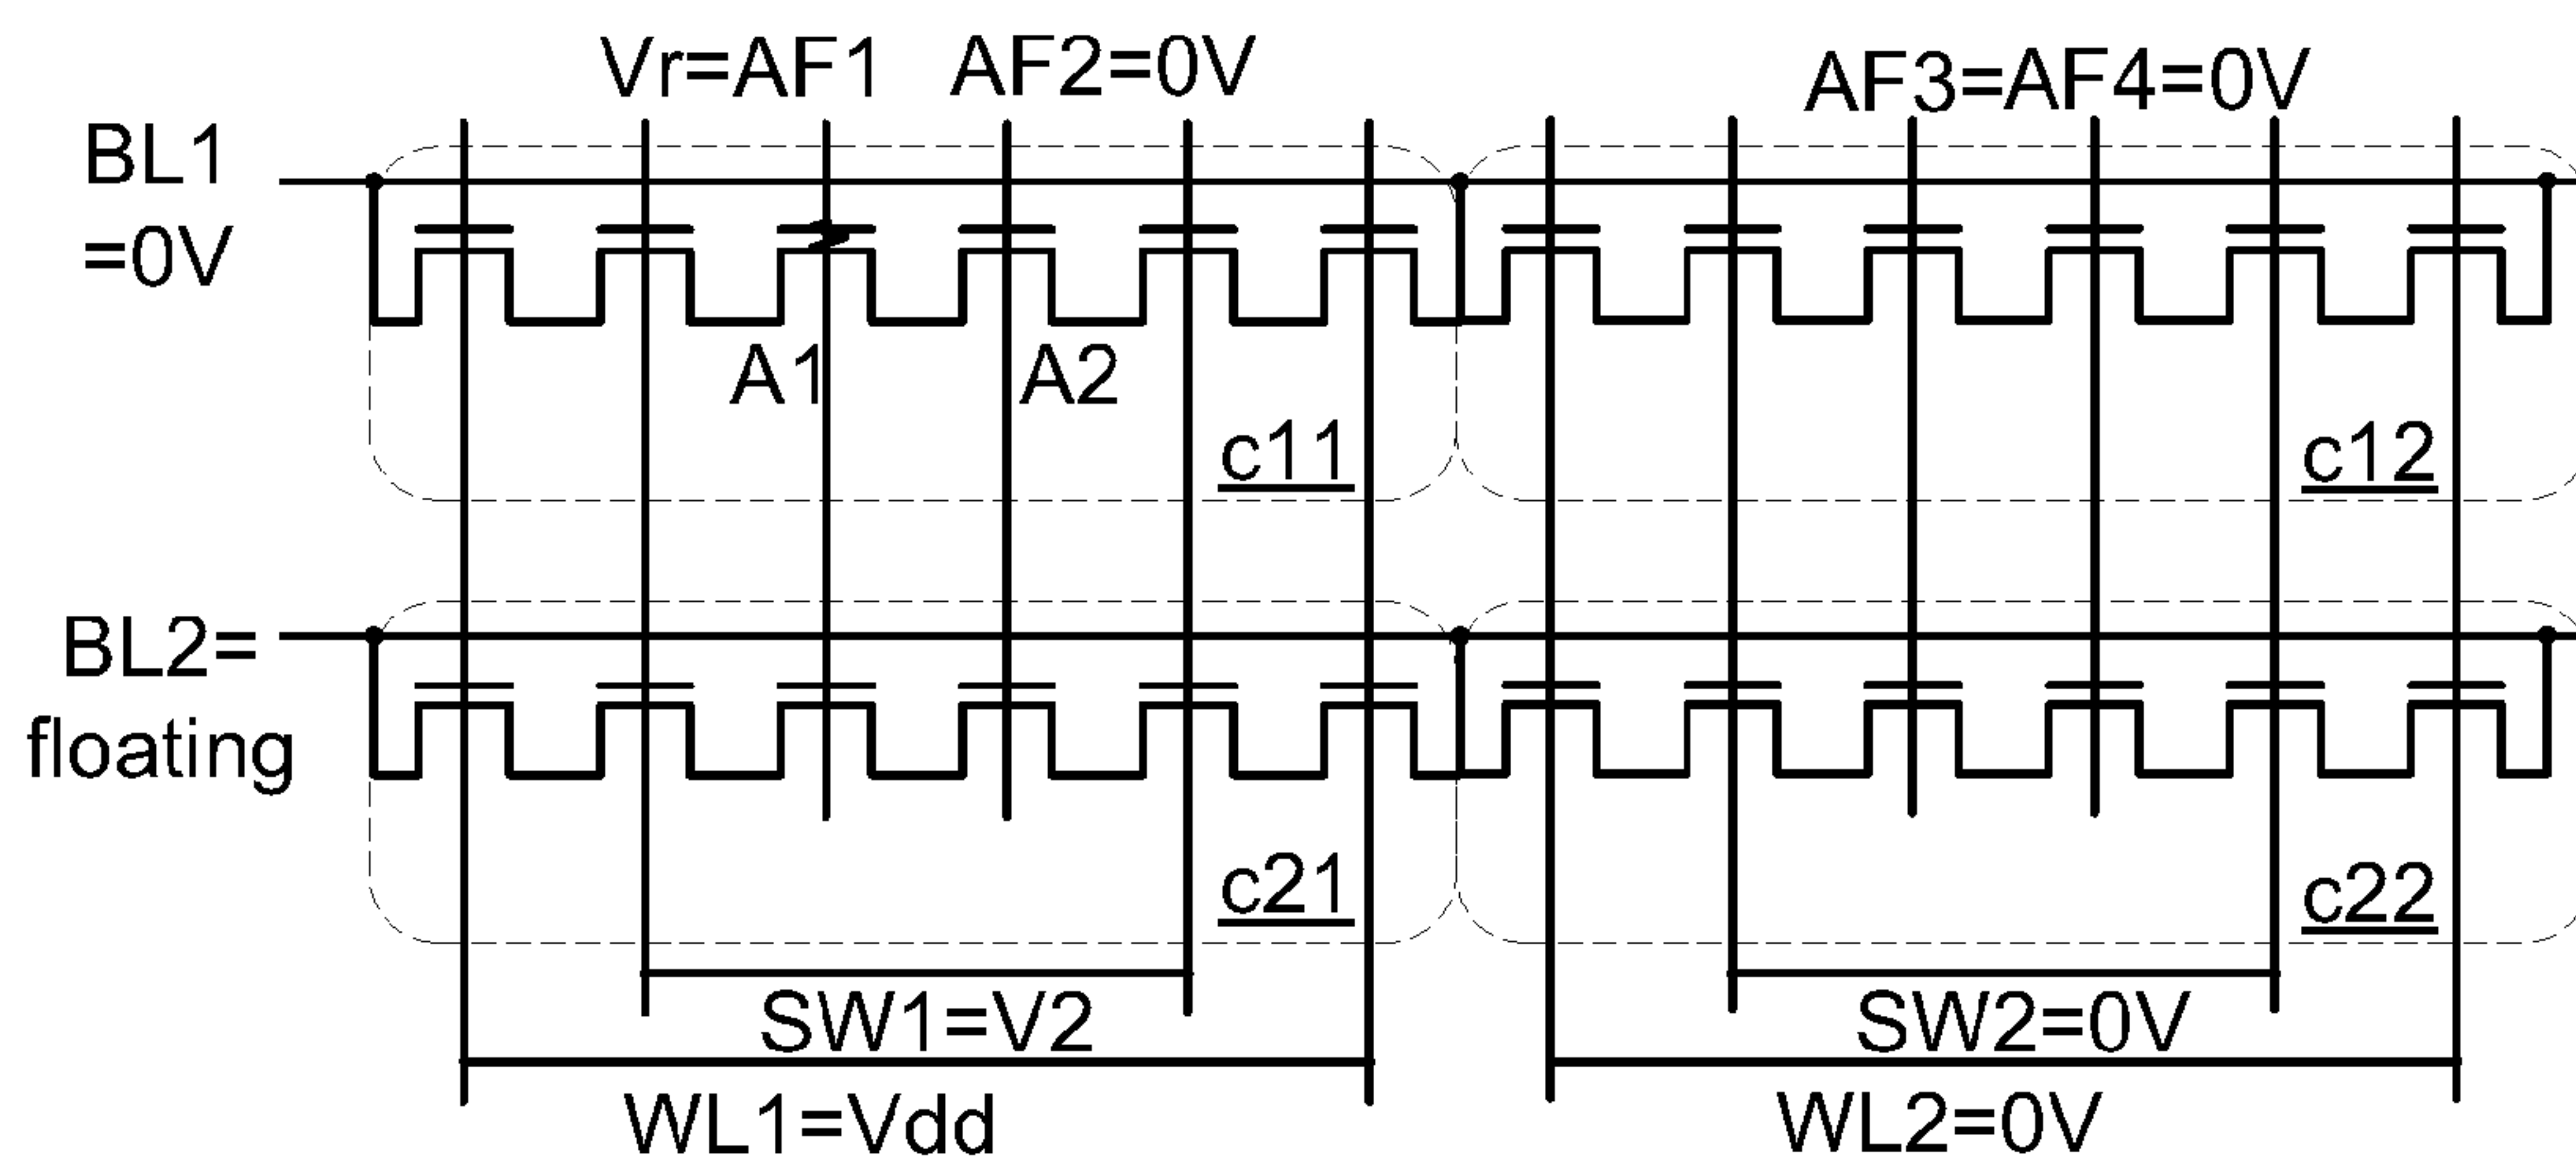 Vr=AF1 AF2=0V AF3=AF4=0V
BL1
=0V
A1 A2
c11 c12
BL2=
floating
c21 c22
SW1=V2 SW2=0V
WL1=Vdd WL2=0V